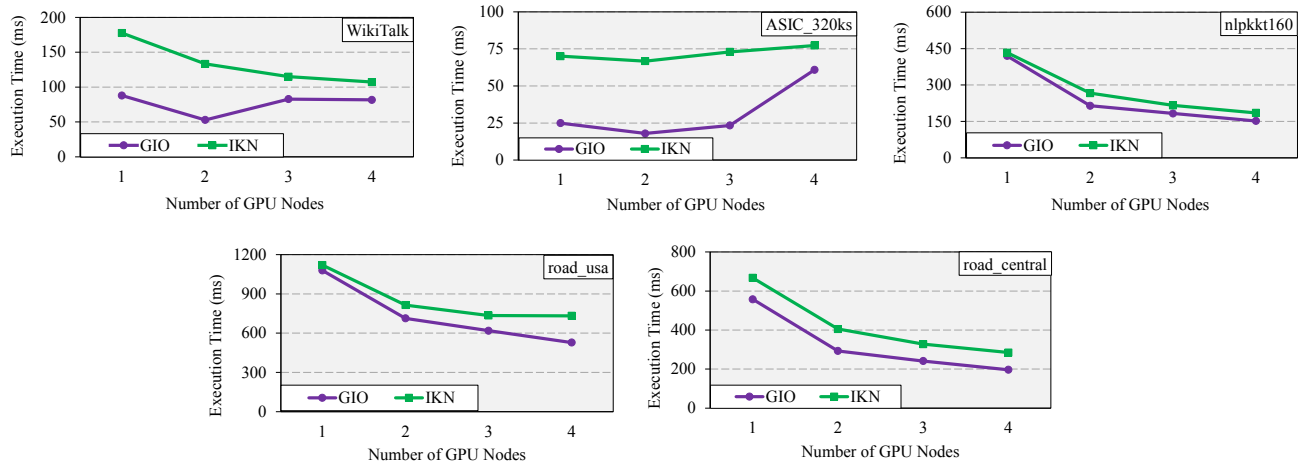 WikiTalk
Execution Time (ms)
200
150
100
50
0
GIO IKN
1 2 3 4
Number of GPU Nodes
ASIC_320ks
Execution Time (ms)
100
75
50
25
0
GIO IKN
1 2 3 4
Number of GPU Nodes
nlpkkt160
Execution Time (ms)
600
450
300
150
0
GIO IKN
1 2 3 4
Number of GPU Nodes
road_usa
Execution Time (ms)
1200
900
600
300
0
GIO IKN
1 2 3 4
Number of GPU Nodes
road_central
Execution Time (ms)
800
600
400
200
0
GIO IKN
1 2 3 4
Number of GPU Nodes